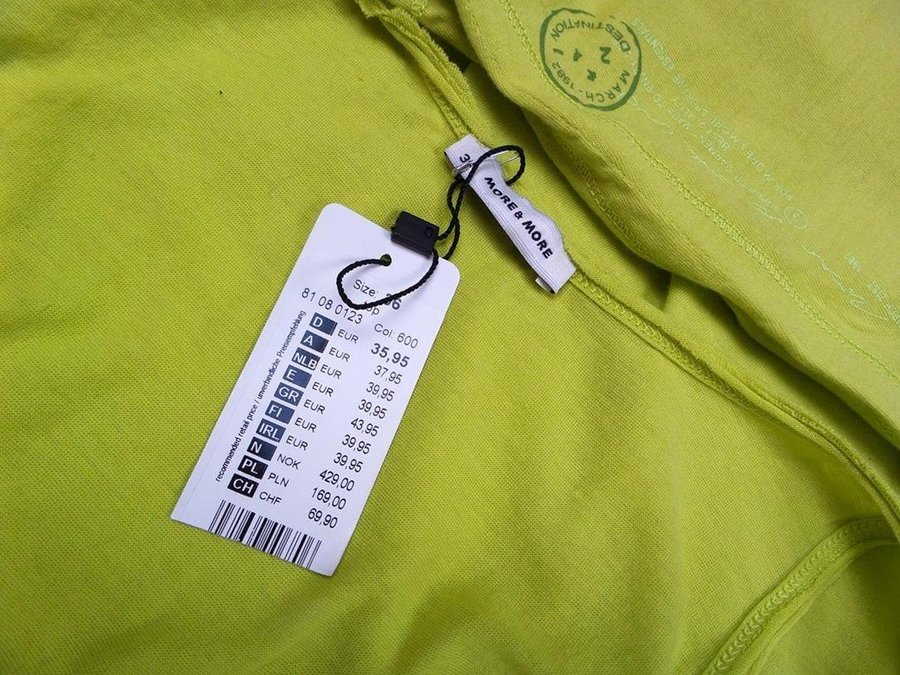 MORE & MORE
DESTINATION
MARCH - 1982
Size: 36
81 08 0123 Col: 600
D EUR 35,95
A EUR 37,95
NLB EUR 39,95
E EUR 39,95
GR EUR 43,95
FI EUR 39,95
IRL EUR 39,95
N NOK 429,00
PL PLN 169,00
CH CHF 69,90
recommended retail price / unverbindliche Preisempfehlung